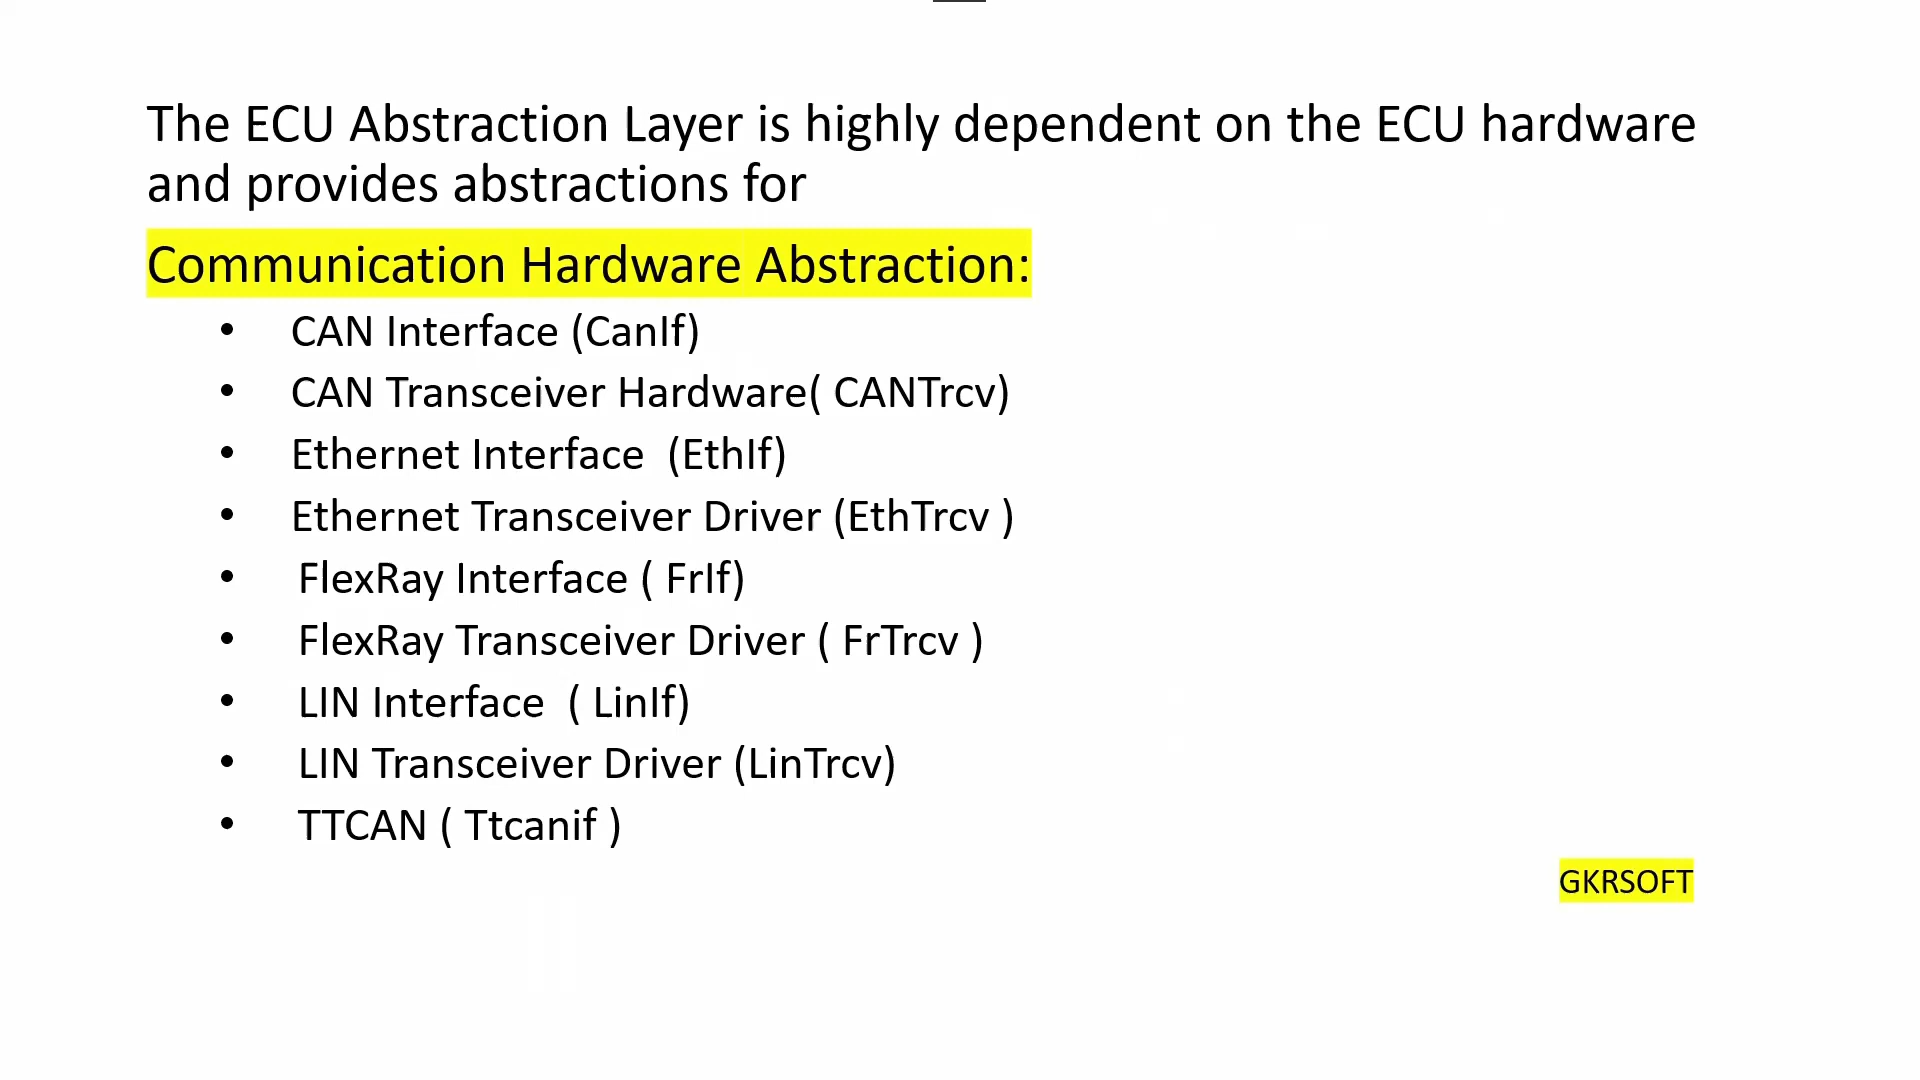 The ECU Abstraction Layer is highly dependent on the ECU hardware
and provides abstractions for
Communication Hardware Abstraction:
• CAN Interface (CanIf)
• CAN Transceiver Hardware( CANTrcv)
• Ethernet Interface  (EthIf)
• Ethernet Transceiver Driver (EthTrcv )
• FlexRay Interface ( FrIf)
• FlexRay Transceiver Driver ( FrTrcv )
• LIN Interface  ( LinIf)
• LIN Transceiver Driver (LinTrcv)
• TTCAN ( Ttcanif )
GKRSOFT